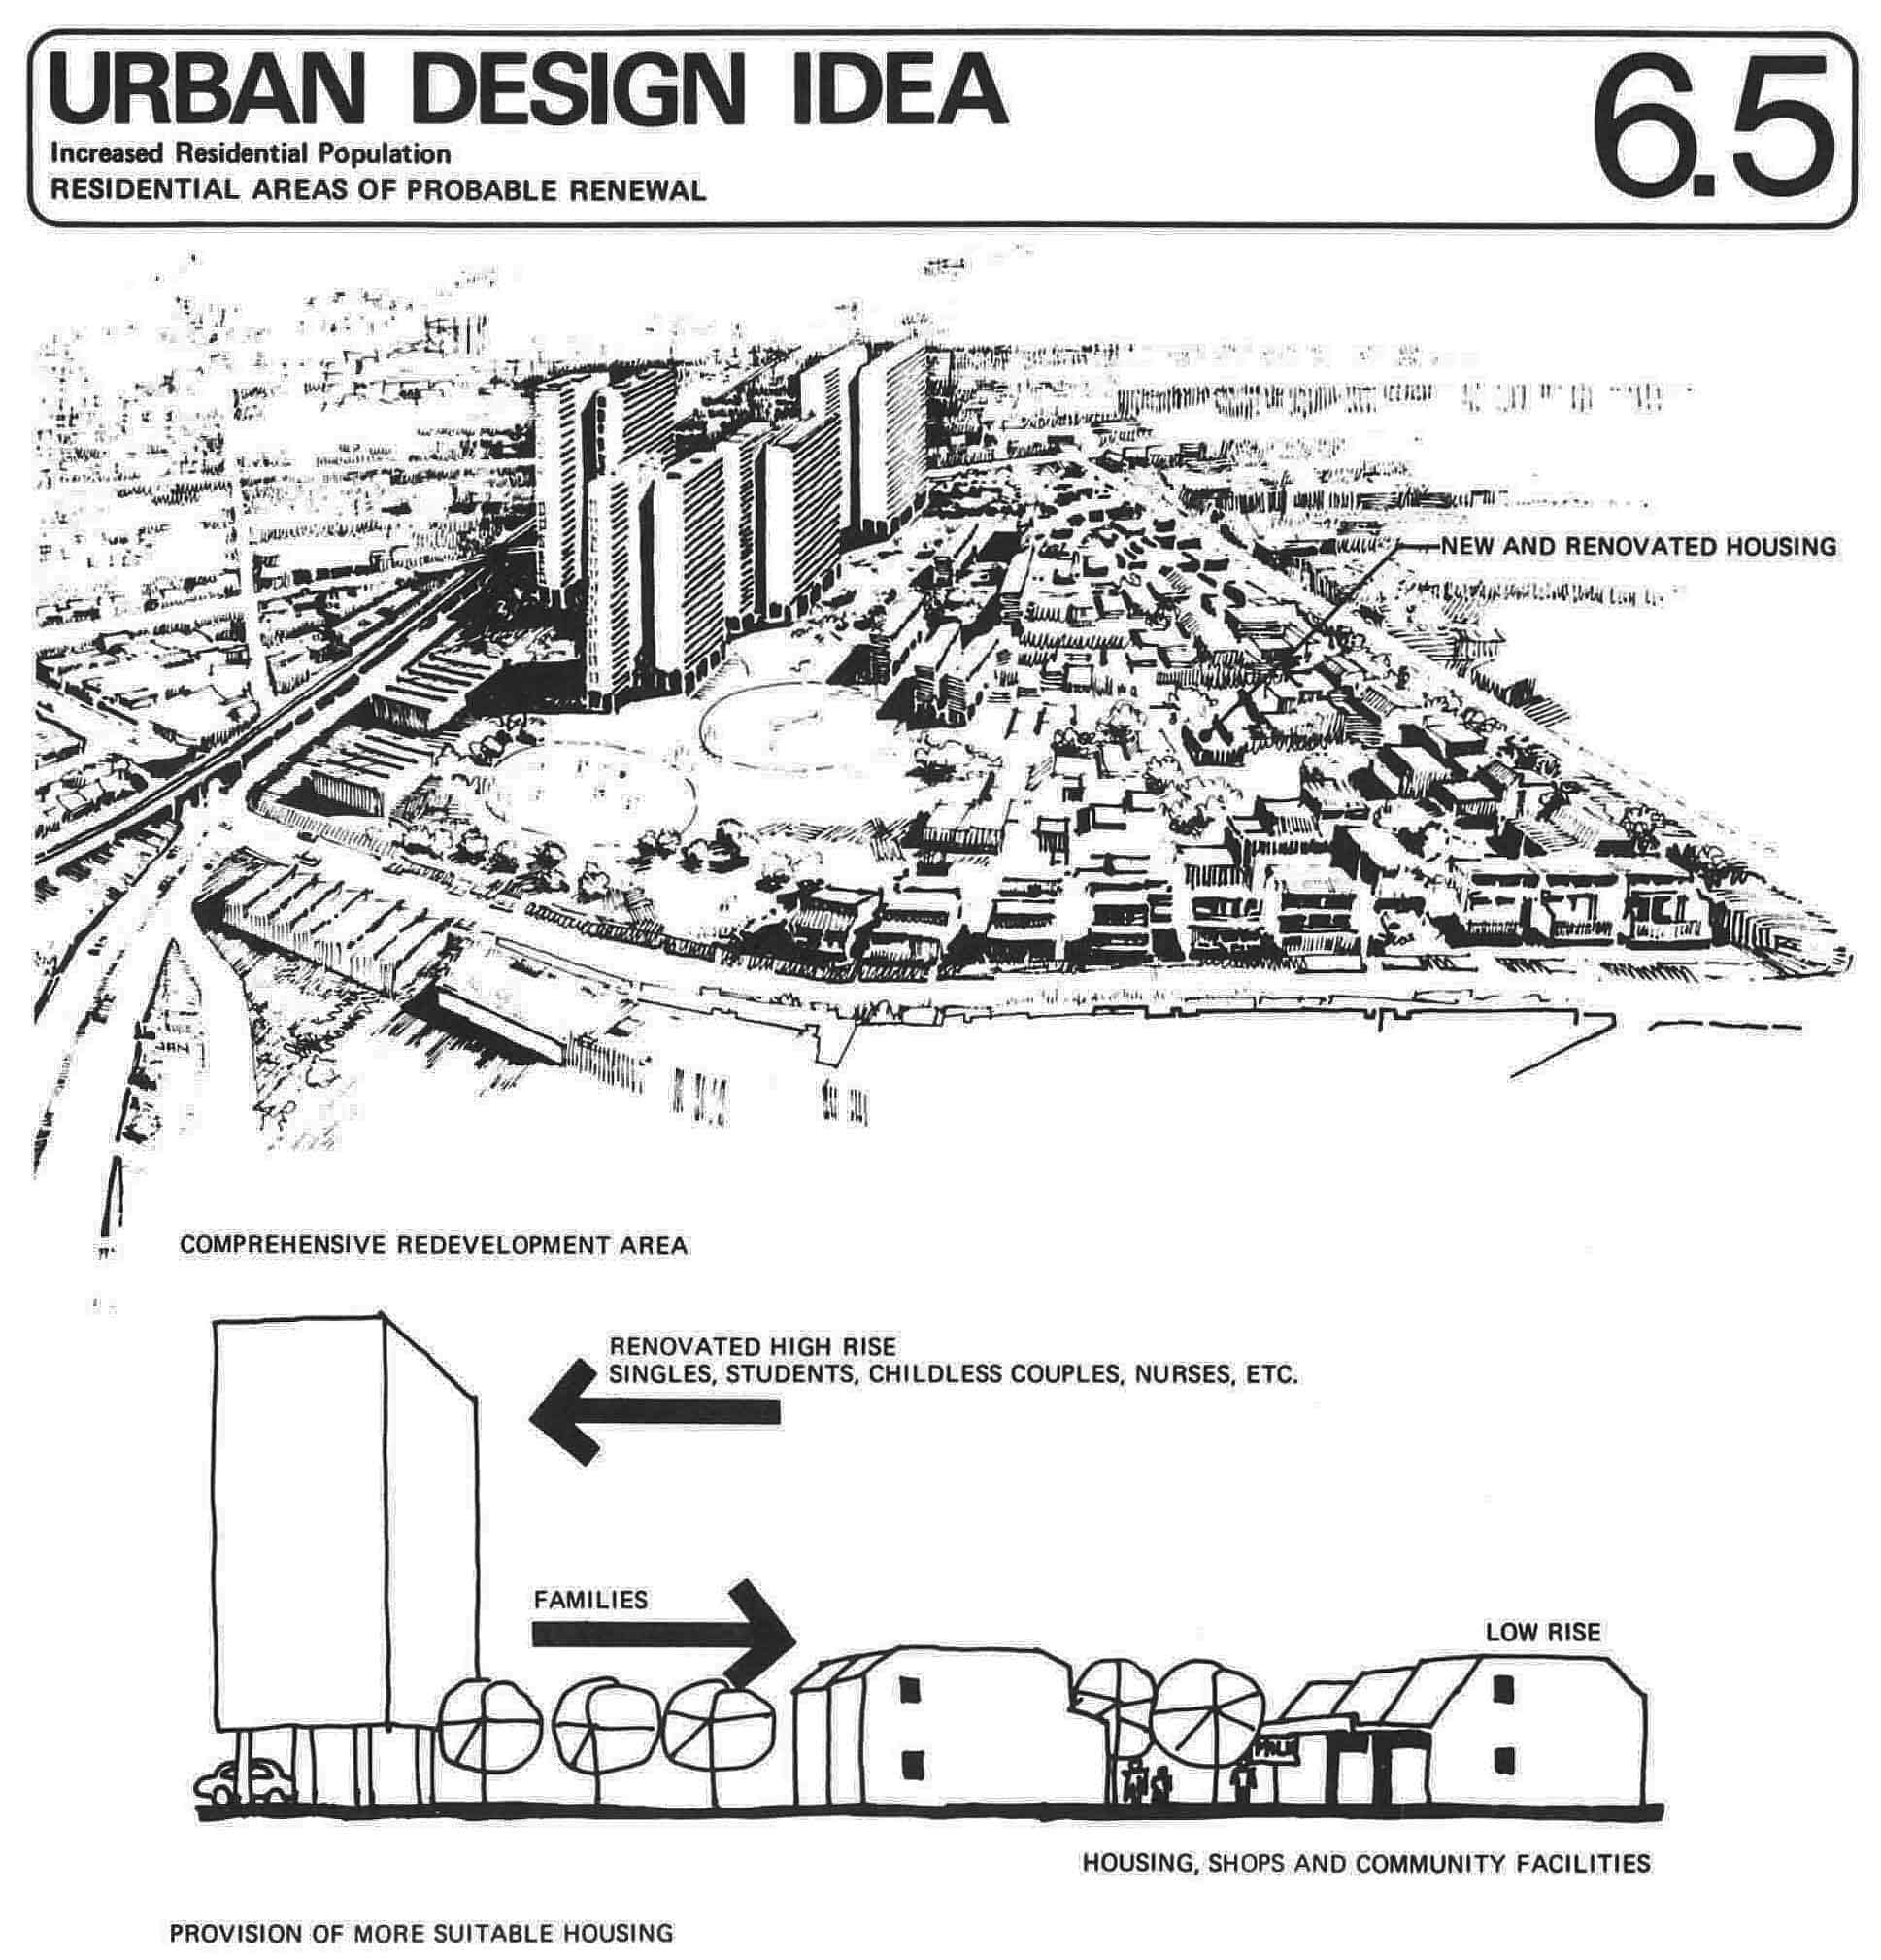 URBAN DESIGN IDEA
6.5
Increased Residential Population
RESIDENTIAL AREAS OF PROBABLE RENEWAL
NEW AND RENOVATED HOUSING
COMPREHENSIVE REDEVELOPMENT AREA
RENOVATED HIGH RISE
SINGLES, STUDENTS, CHILDLESS COUPLES, NURSES, ETC.
FAMILIES
LOW RISE
HOUSING, SHOPS AND COMMUNITY FACILITIES
PROVISION OF MORE SUITABLE HOUSING